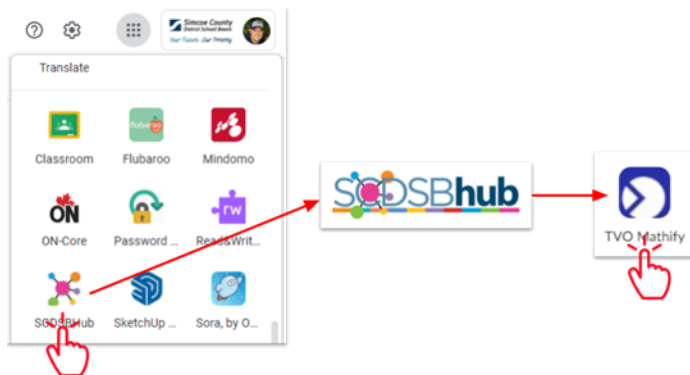 Simcoe County
District School Board
Your Future. Our Priority
Translate
Classroom
Flubaroo
Mindomo
ON
ON-Core
Password ...
rw
Read&Writ...
SCDSBHub
SketchUp ...
Sora, by O...
SCDSBhub
TVO Mathify